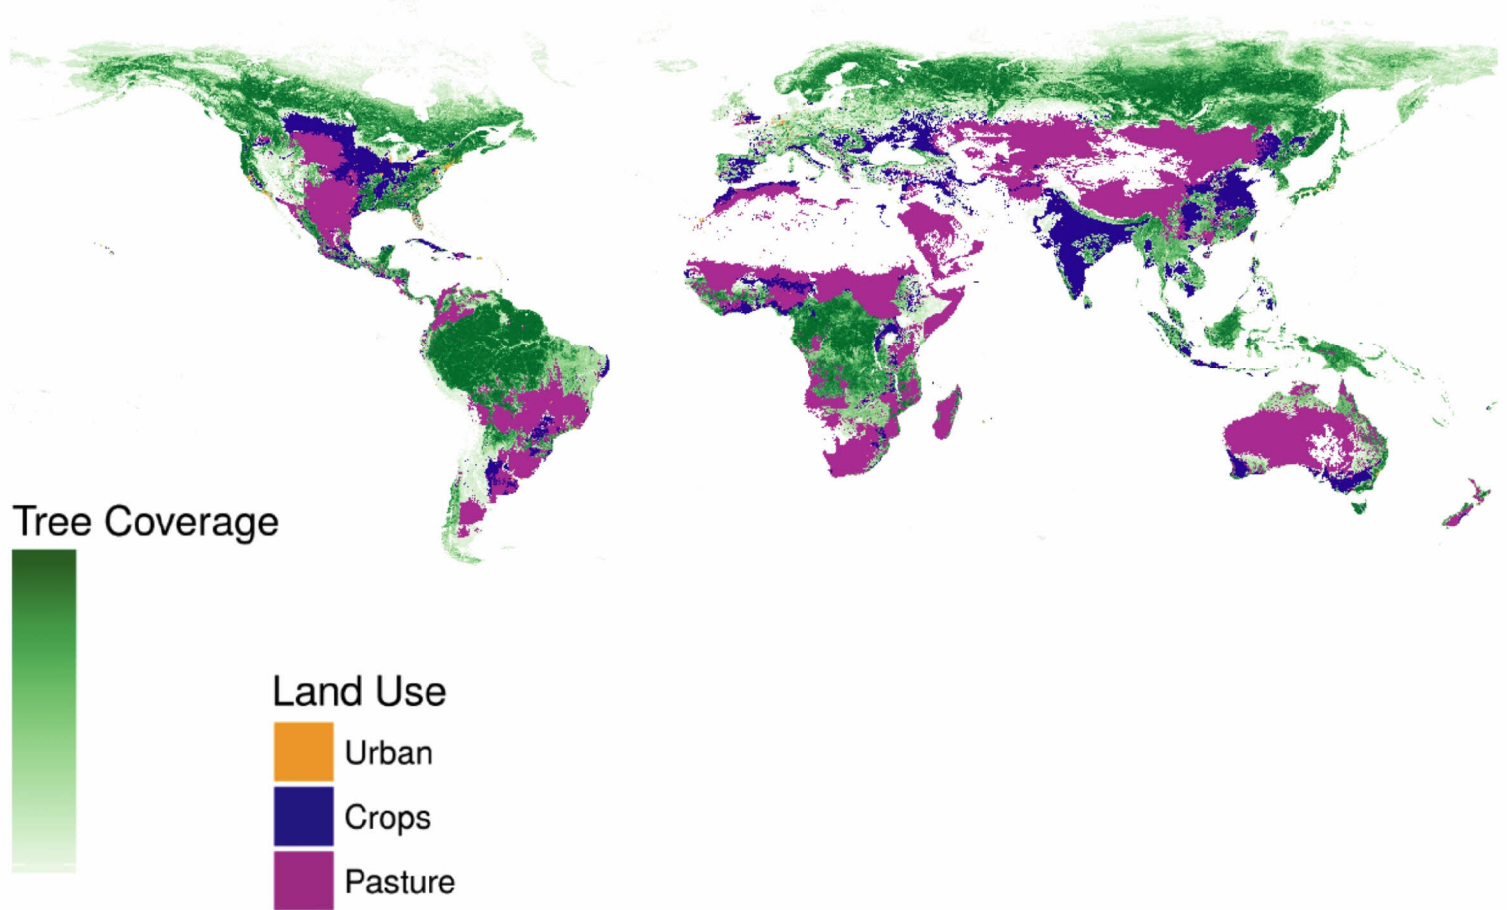 Tree Coverage
Land Use
Urban
Crops
Pasture